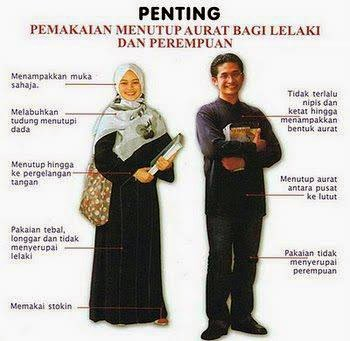 PENTING
PEMAKAIAN MENUTUP AURAT BAGI LELAKI
DAN PEREMPUAN
Menampakkan muka
sahaja.
Melabuhkan
tudung menutupi
dada
Menutup hingga
ke pergelangan
tangan
Pakaian tebal,
longgar dan tidak
menyerupai
lelaki
Memakai stokin
Tidak terlalu
nipis dan
ketat hingga
menampakkan
bentuk aurat
Menutup aurat
antara pusat
ke lutut
Pakaian tidak
menyerupai
perempuan